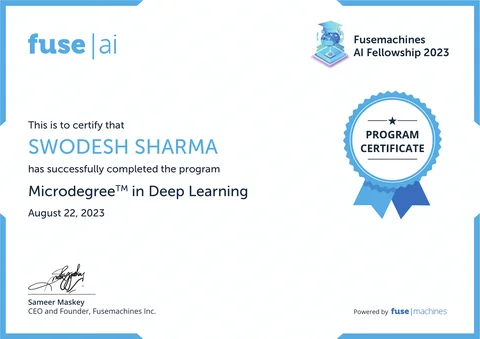 fuse|ai
Fusemachines
AI Fellowship 2023
This is to certify that
SWODESH SHARMA
has successfully completed the program
Microdegree™ in Deep Learning
August 22, 2023
PROGRAM
CERTIFICATE
Sameer Maskey
CEO and Founder, Fusemachines Inc.
Powered by fuse|machines